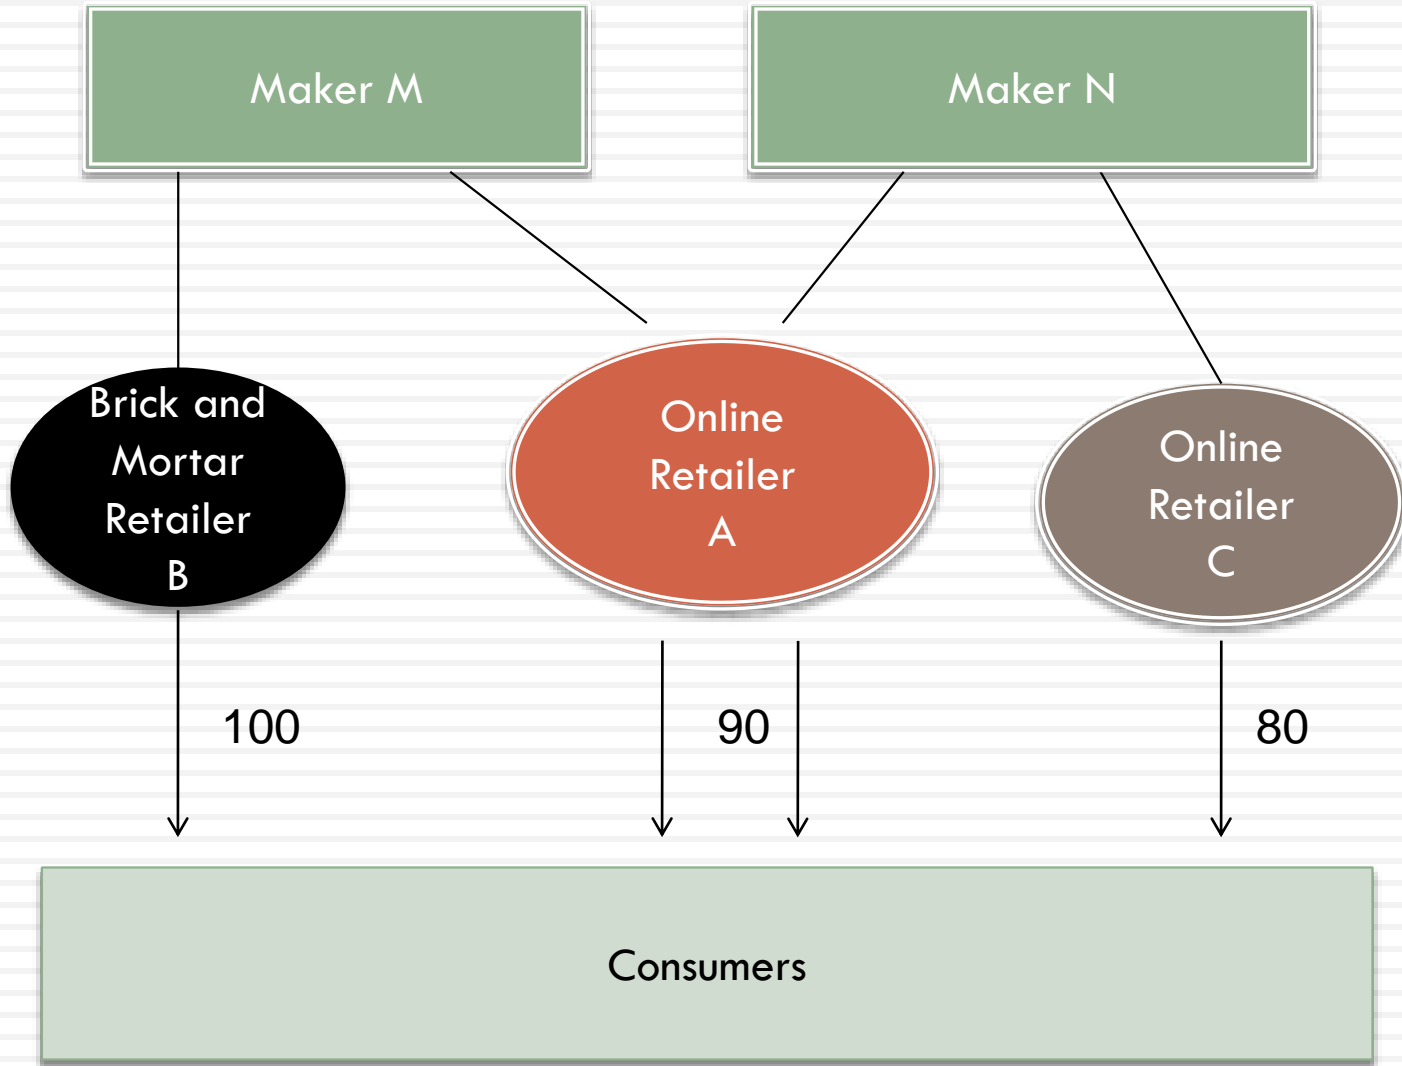 Maker M
Maker N
Brick and
Mortar
Retailer
B
Online
Retailer
A
Online
Retailer
C
100
90
80
Consumers